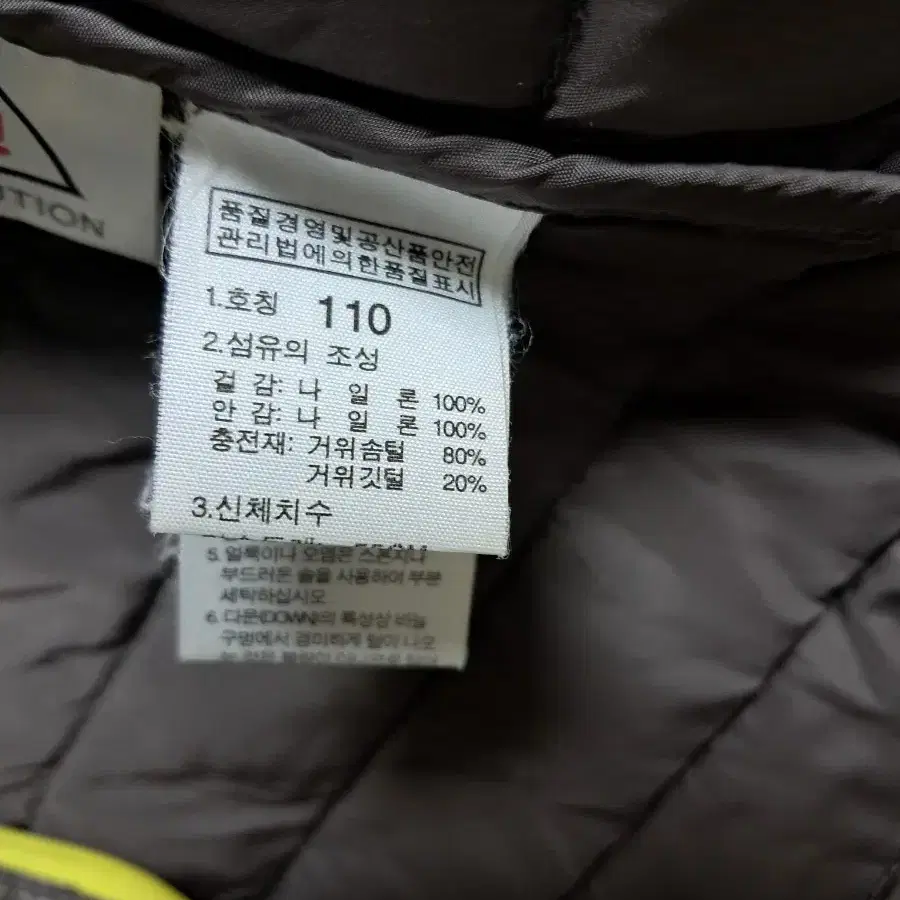 품질경영및공산품안전
관리법에의한품질표시
1.호칭 110
2.섬유의 조성
겉 감: 나 일 론 100%
안 감: 나 일 론 100%
충전재: 거위솜털 80%
거위깃털 20%
3.신체치수
5. 얼룩이나 오염은 스폰지나
부드러운 솔을 사용하여 부분
세탁하십시오
6. 다운(DOWN)의 특성상 바늘
구멍에서 경미하게 털이 나오